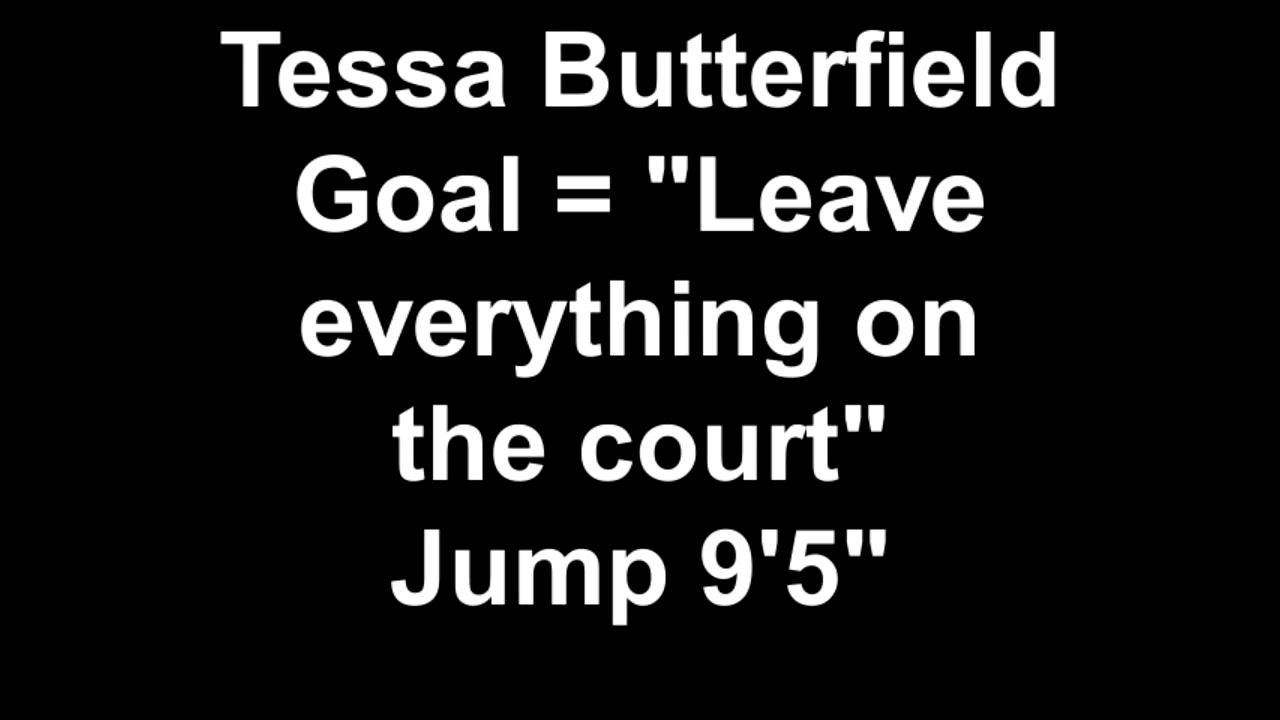 Tessa Butterfield
Goal = "Leave
everything on
the court"
Jump 9'5"